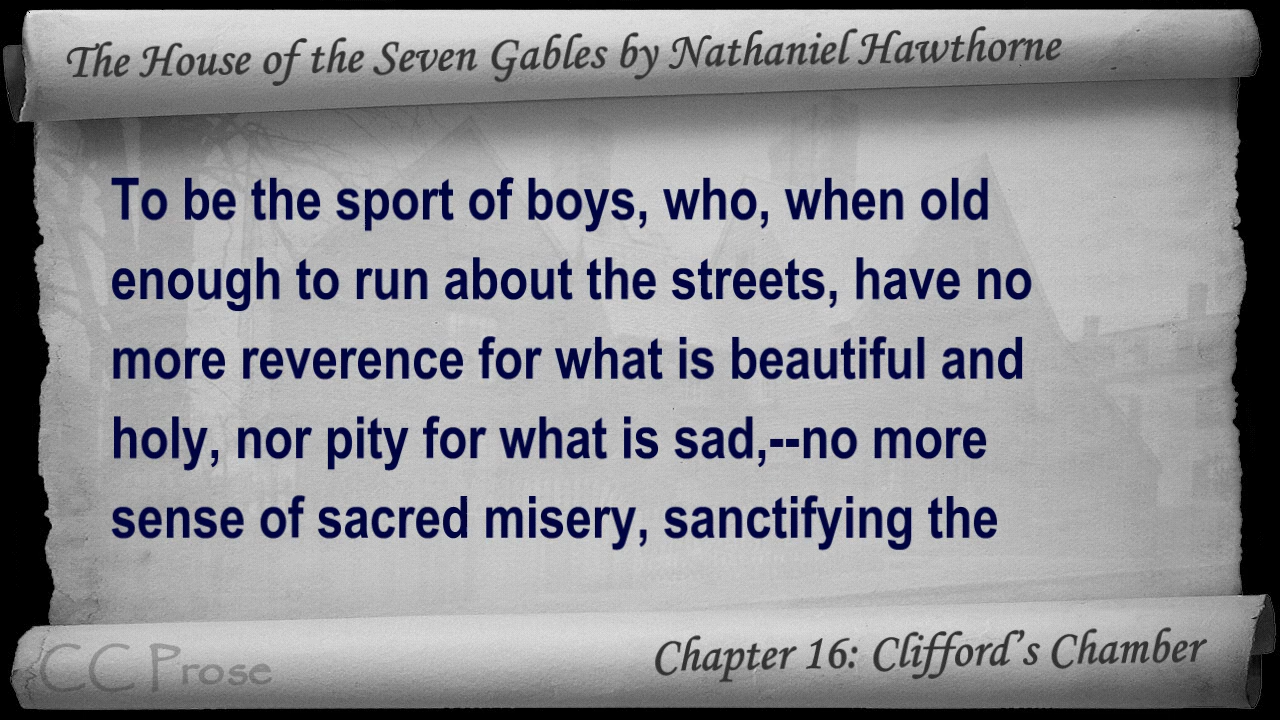 The House of the Seven Gables by Nathaniel Hawthorne
To be the sport of boys, who, when old
enough to run about the streets, have no
more reverence for what is beautiful and
holy, nor pity for what is sad,--no more
sense of sacred misery, sanctifying the
CC Prose
Chapter 16: Clifford's Chamber